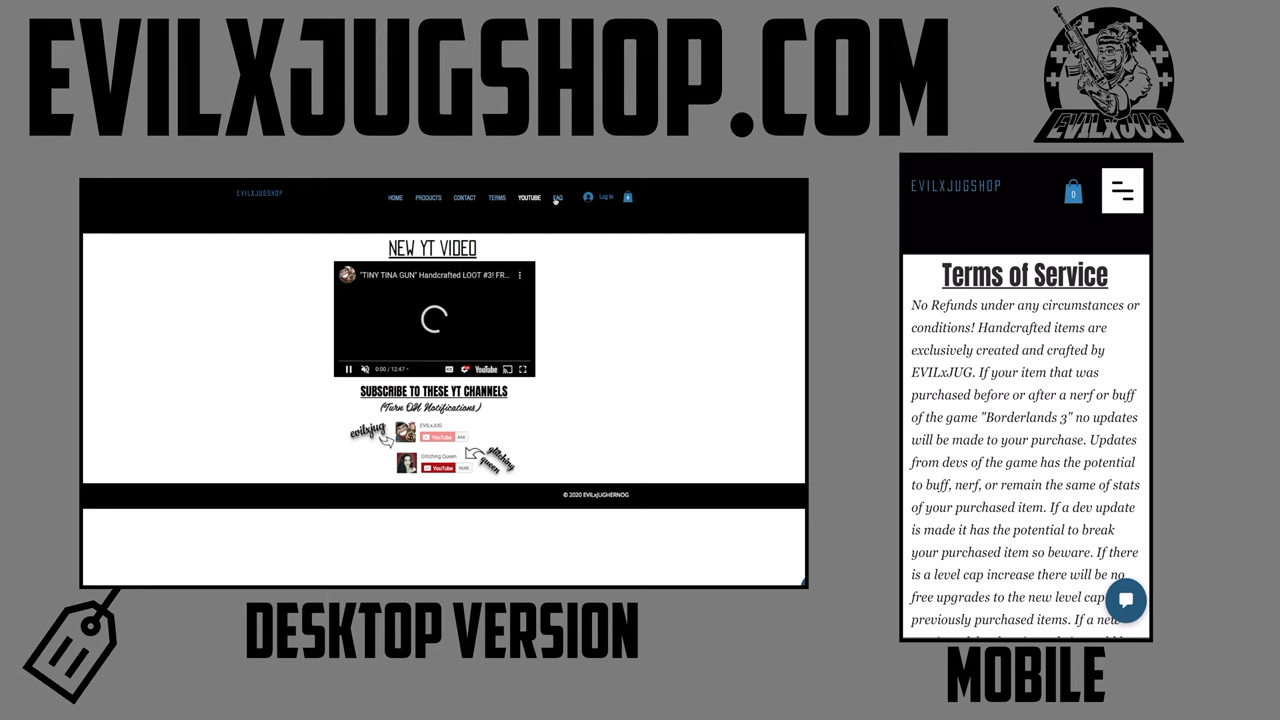 EVILXJUGSHOP.COM
EVILXJUG
EVILXJUGSHOP
HOME PRODUCTS CONTACT TERMS YOUTUBE FAQ Log In
NEW YT VIDEO
"TINY TINA GUN" Handcrafted LOOT #3! FR...
0:00 / 12:47
YouTube
SUBSCRIBE TO THESE YT CHANNELS
(Turn ON Notifications)
evilxjug
EVILxJUG
YouTube
Glitching Queen
YouTube
glitching
queen
© 2020 EVILxJUGHERNOG
DESKTOP VERSION
EVILXJUGSHOP
0
Terms of Service
No Refunds under any circumstances or
conditions! Handcrafted items are
exclusively created and crafted by
EVILxJUG. If your item that was
purchased before or after a nerf or buff
of the game "Borderlands 3" no updates
will be made to your purchase. Updates
from devs of the game has the potential
to buff, nerf, or remain the same of stats
of your purchased item. If a dev update
is made it has the potential to break
your purchased item so beware. If there
is a level cap increase there will be no
free upgrades to the new level cap
previously purchased items. If a new
MOBILE